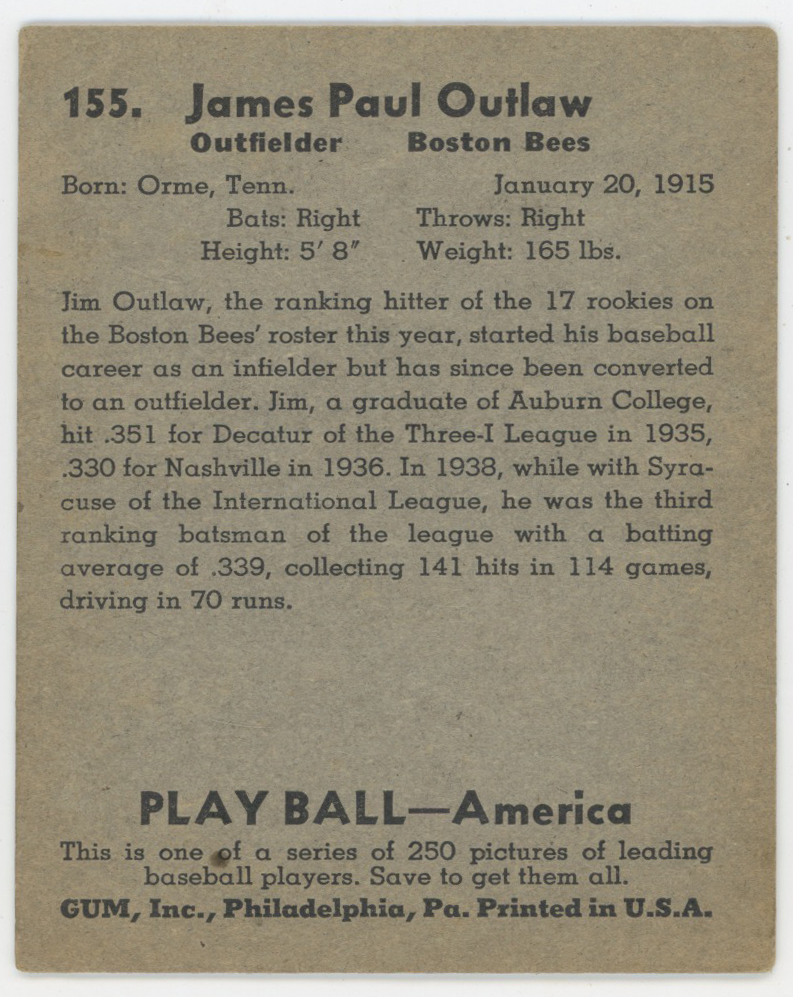 155. James Paul Outlaw
Outfielder Boston Bees
Born: Orme, Tenn. January 20, 1915
Bats: Right Throws: Right
Height: 5' 8" Weight: 165 lbs.
Jim Outlaw, the ranking hitter of the 17 rookies on
the Boston Bees' roster this year, started his baseball
career as an infielder but has since been converted
to an outfielder. Jim, a graduate of Auburn College,
hit .351 for Decatur of the Three-I League in 1935,
.330 for Nashville in 1936. In 1938, while with Syra-
cuse of the International League, he was the third
ranking batsman of the league with a batting
average of .339, collecting 141 hits in 114 games,
driving in 70 runs.
PLAY BALL—America
This is one of a series of 250 pictures of leading
baseball players. Save to get them all.
GUM, Inc., Philadelphia, Pa. Printed in U.S.A.